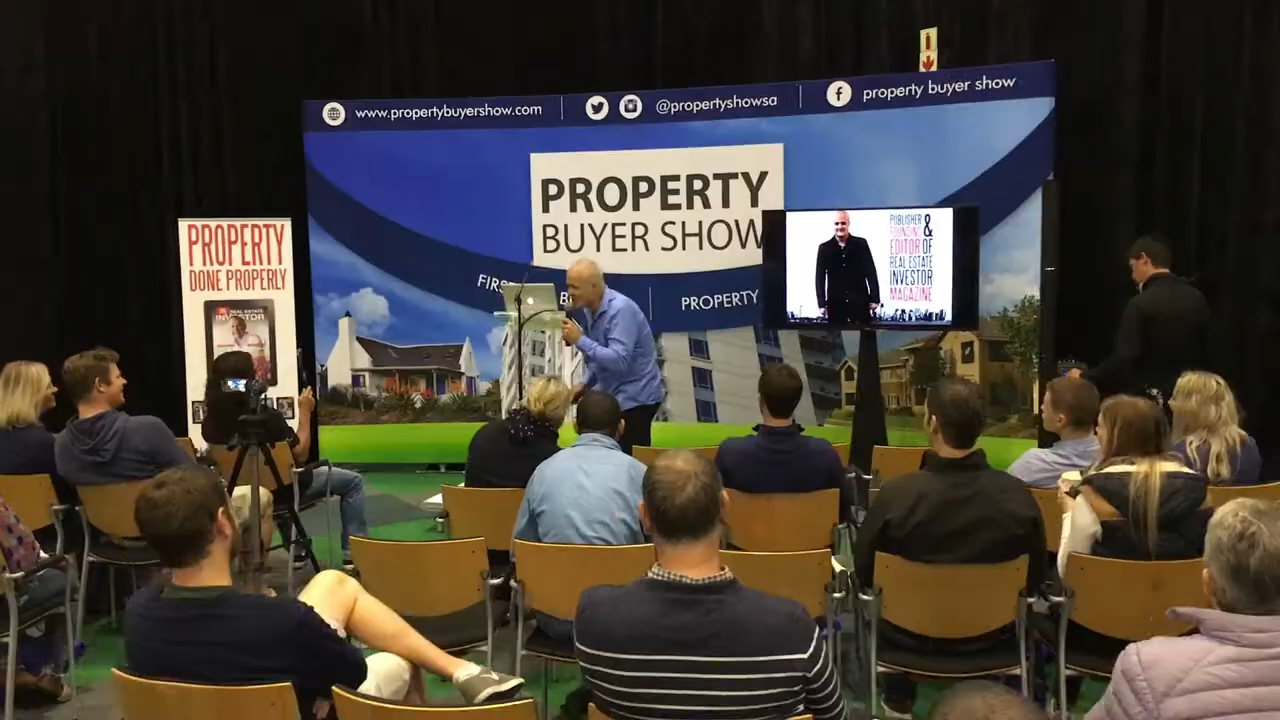 www.propertybuyershow.com
@propertyshowsa
property buyer show
PROPERTY
BUYER SHOW
PROPERTY
PROPERTY
DONE PROPERLY
REAL ESTATE
INVESTOR
PUBLISHER
&
FOUNDING
EDITOR OF
REAL ESTATE
INVESTOR
MAGAZINE